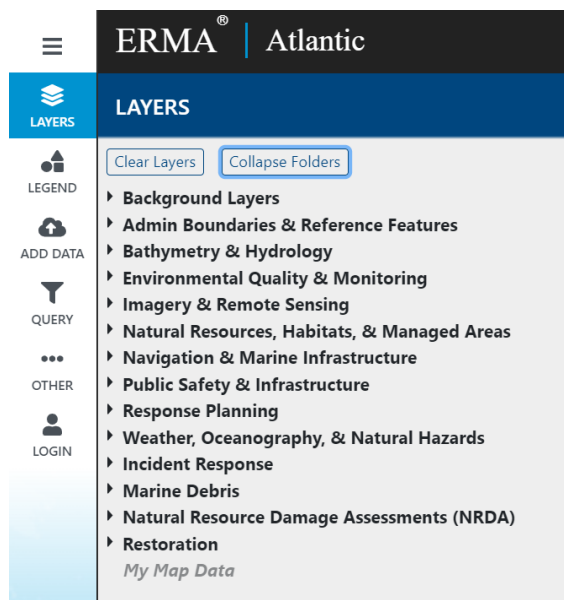 ERMA® | Atlantic
LAYERS
LAYERS
Clear Layers Collapse Folders
LEGEND
ADD DATA
QUERY
OTHER
LOGIN
Background Layers
Admin Boundaries & Reference Features
Bathymetry & Hydrology
Environmental Quality & Monitoring
Imagery & Remote Sensing
Natural Resources, Habitats, & Managed Areas
Navigation & Marine Infrastructure
Public Safety & Infrastructure
Response Planning
Weather, Oceanography, & Natural Hazards
Incident Response
Marine Debris
Natural Resource Damage Assessments (NRDA)
Restoration
My Map Data